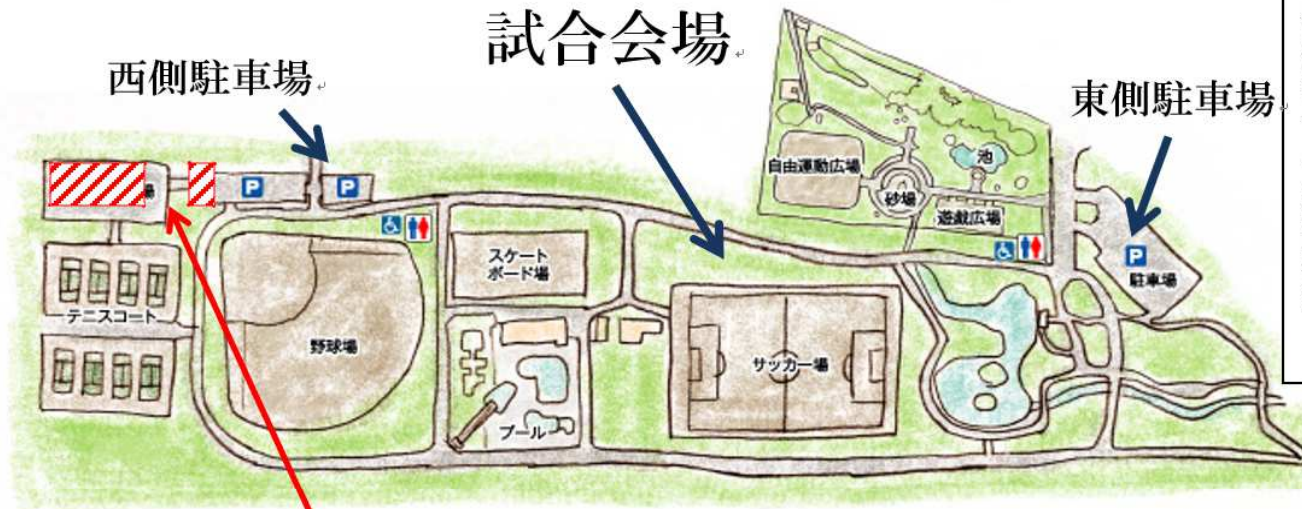 試合会場
西側駐車場
東側駐車場
池
自由運動広場
砂場
遊戯広場
P
P
場
P
駐車場
スケート
ボード場
テニスコート
野球場
サッカー場
プール